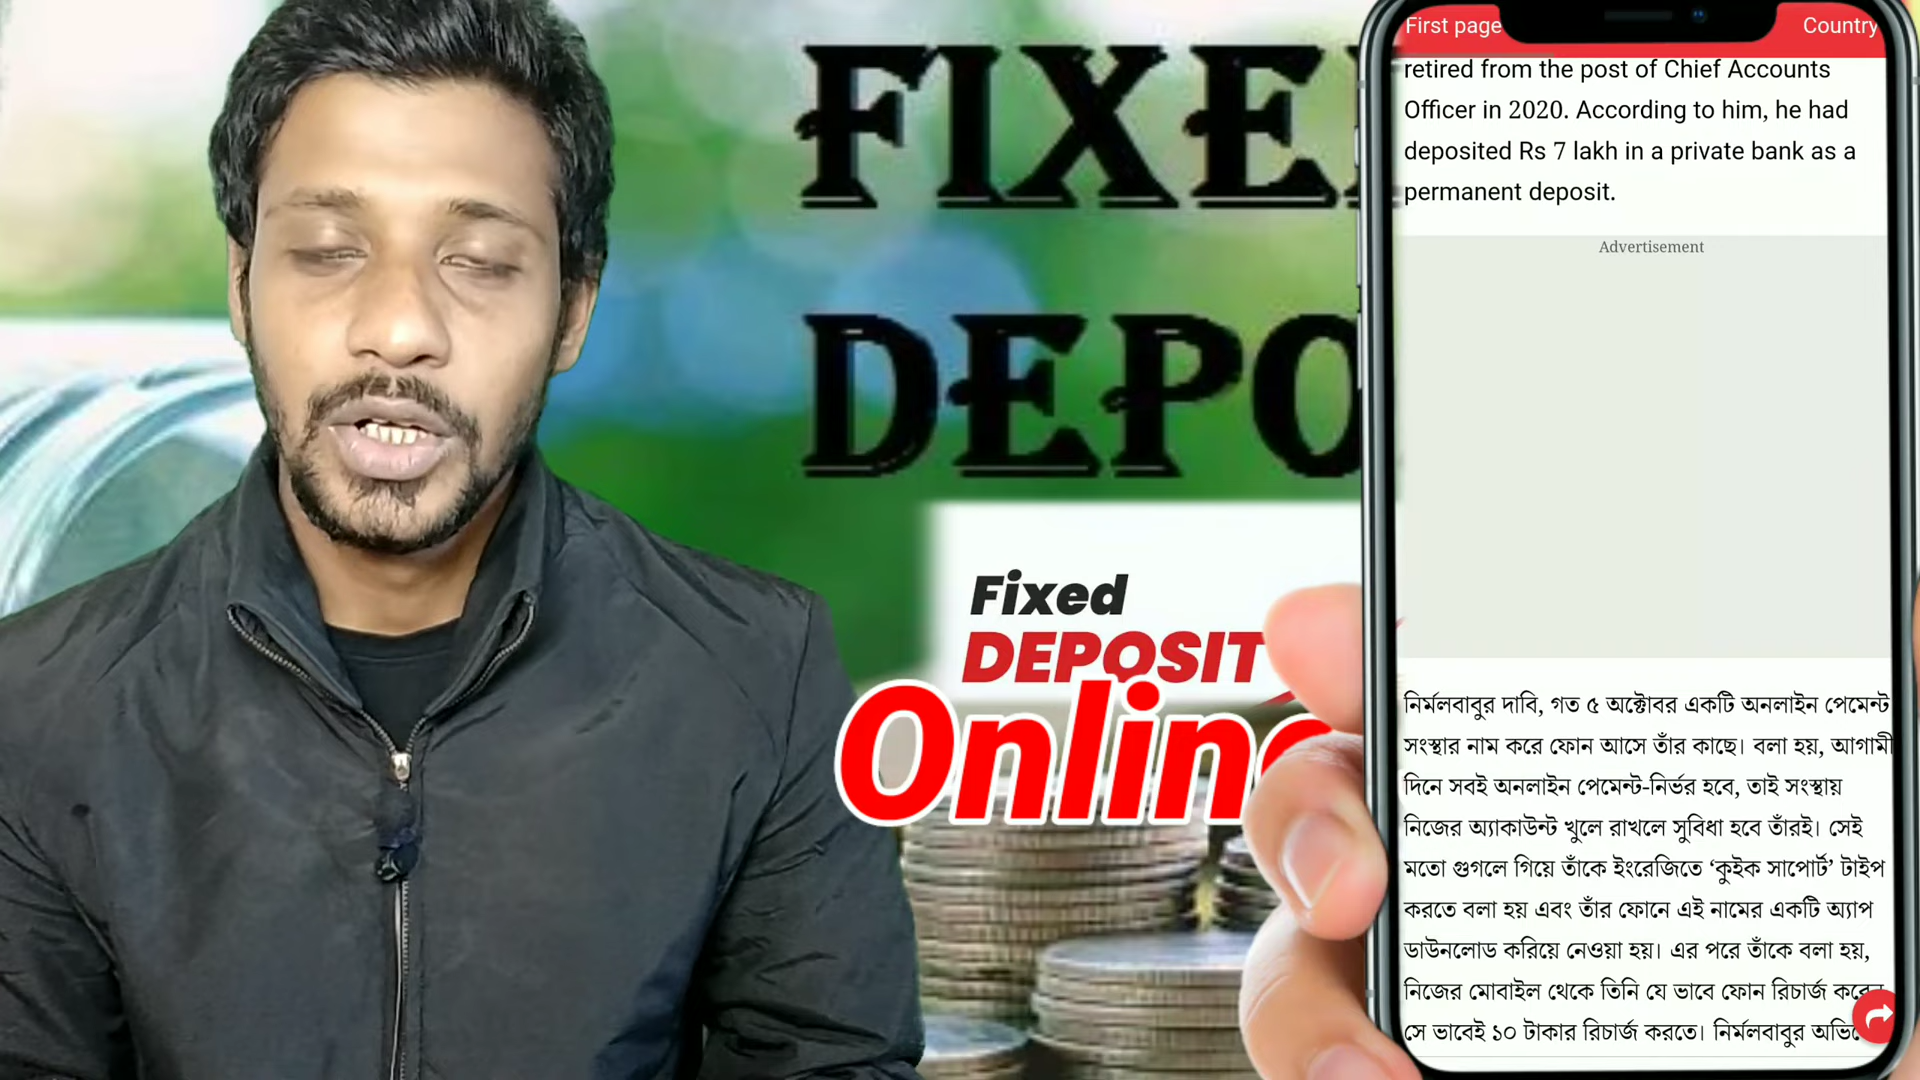 FIXE
DEPO
Fixed
DEPOSIT
Online
First page
Country
retired from the post of Chief Accounts
Officer in 2020. According to him, he had
deposited Rs 7 lakh in a private bank as a
permanent deposit.
Advertisement
নির্মলবাবুর দাবি, গত ৫ অক্টোবর একটি অনলাইন পেমেন্ট
সংস্থার নাম করে ফোন আসে তাঁর কাছে। বলা হয়, আগামী
দিনে সবই অনলাইন পেমেন্ট-নির্ভর হবে, তাই সংস্থায়
নিজের অ্যাকাউন্ট খুলে রাখলে সুবিধা হবে তাঁরই। সেই
মতো গুগলে গিয়ে তাঁকে ইংরেজিতে ‘কুইক সাপোর্ট’ টাইপ
করতে বলা হয় এবং তাঁর ফোনে এই নামের একটি অ্যাপ
ডাউনলোড করিয়ে নেওয়া হয়। এর পরে তাঁকে বলা হয়,
নিজের মোবাইল থেকে তিনি যে ভাবে ফোন রিচার্জ করেন
সে ভাবেই ১০ টাকার রিচার্জ করতে। নির্মলবাবুর